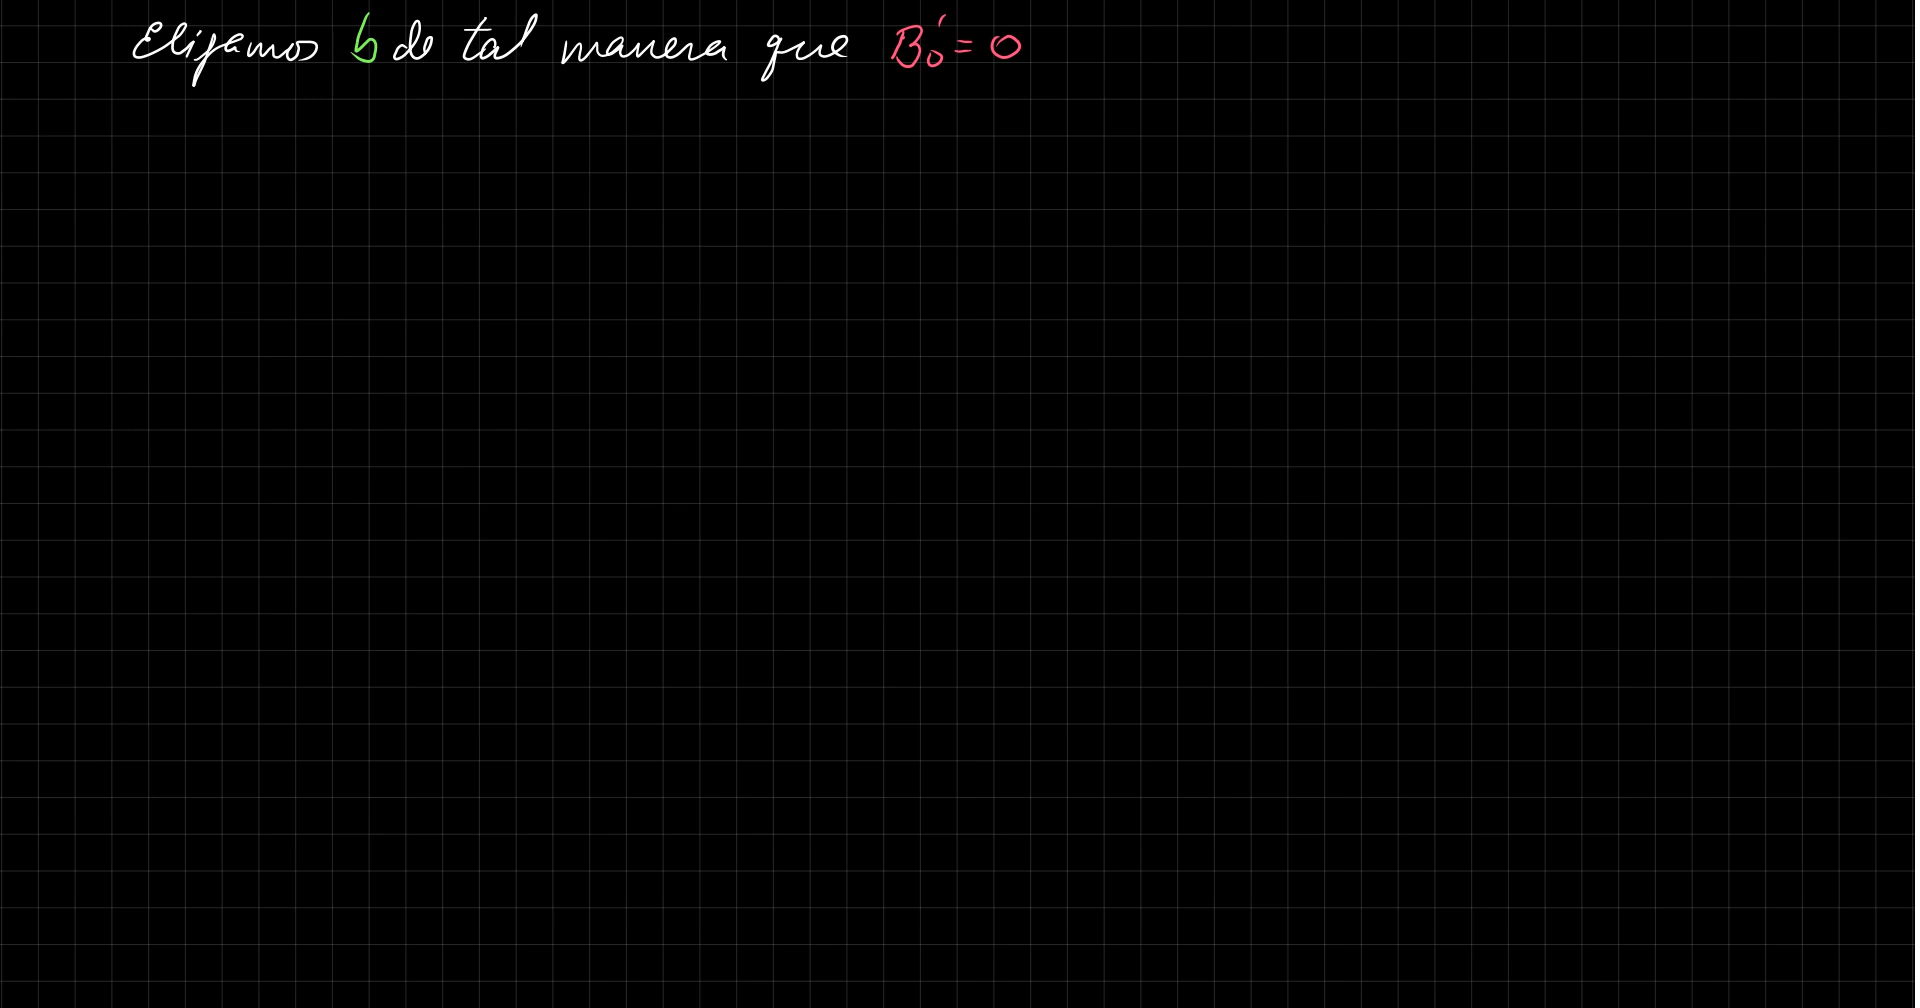 Elijamos b de tal manera que B₀' = 0